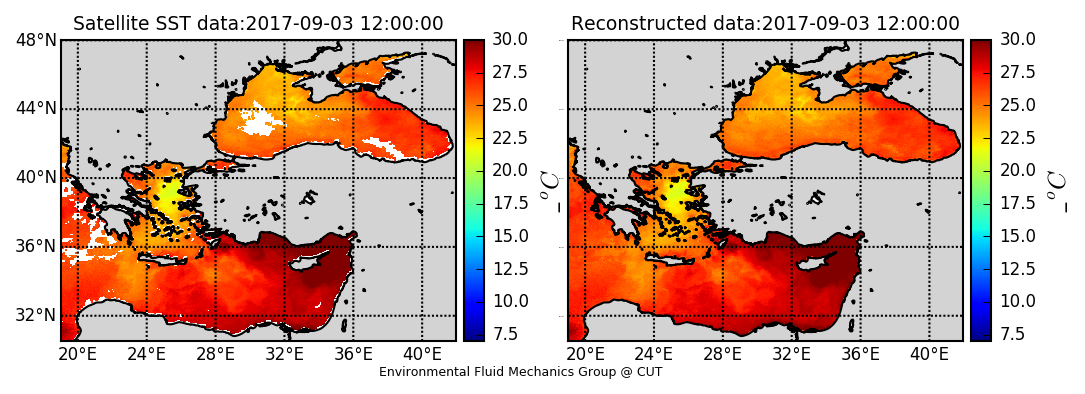 Satellite SST data:2017-09-03 12:00:00
48°N
44°N
40°N
36°N
32°N
20°E 24°E 28°E 32°E 36°E 40°E
30.0
27.5
25.0
22.5
20.0
17.5
15.0
12.5
10.0
7.5
_ °C
Reconstructed data:2017-09-03 12:00:00
20°E 24°E 28°E 32°E 36°E 40°E
30.0
27.5
25.0
22.5
20.0
17.5
15.0
12.5
10.0
7.5
_ °C
Environmental Fluid Mechanics Group @ CUT